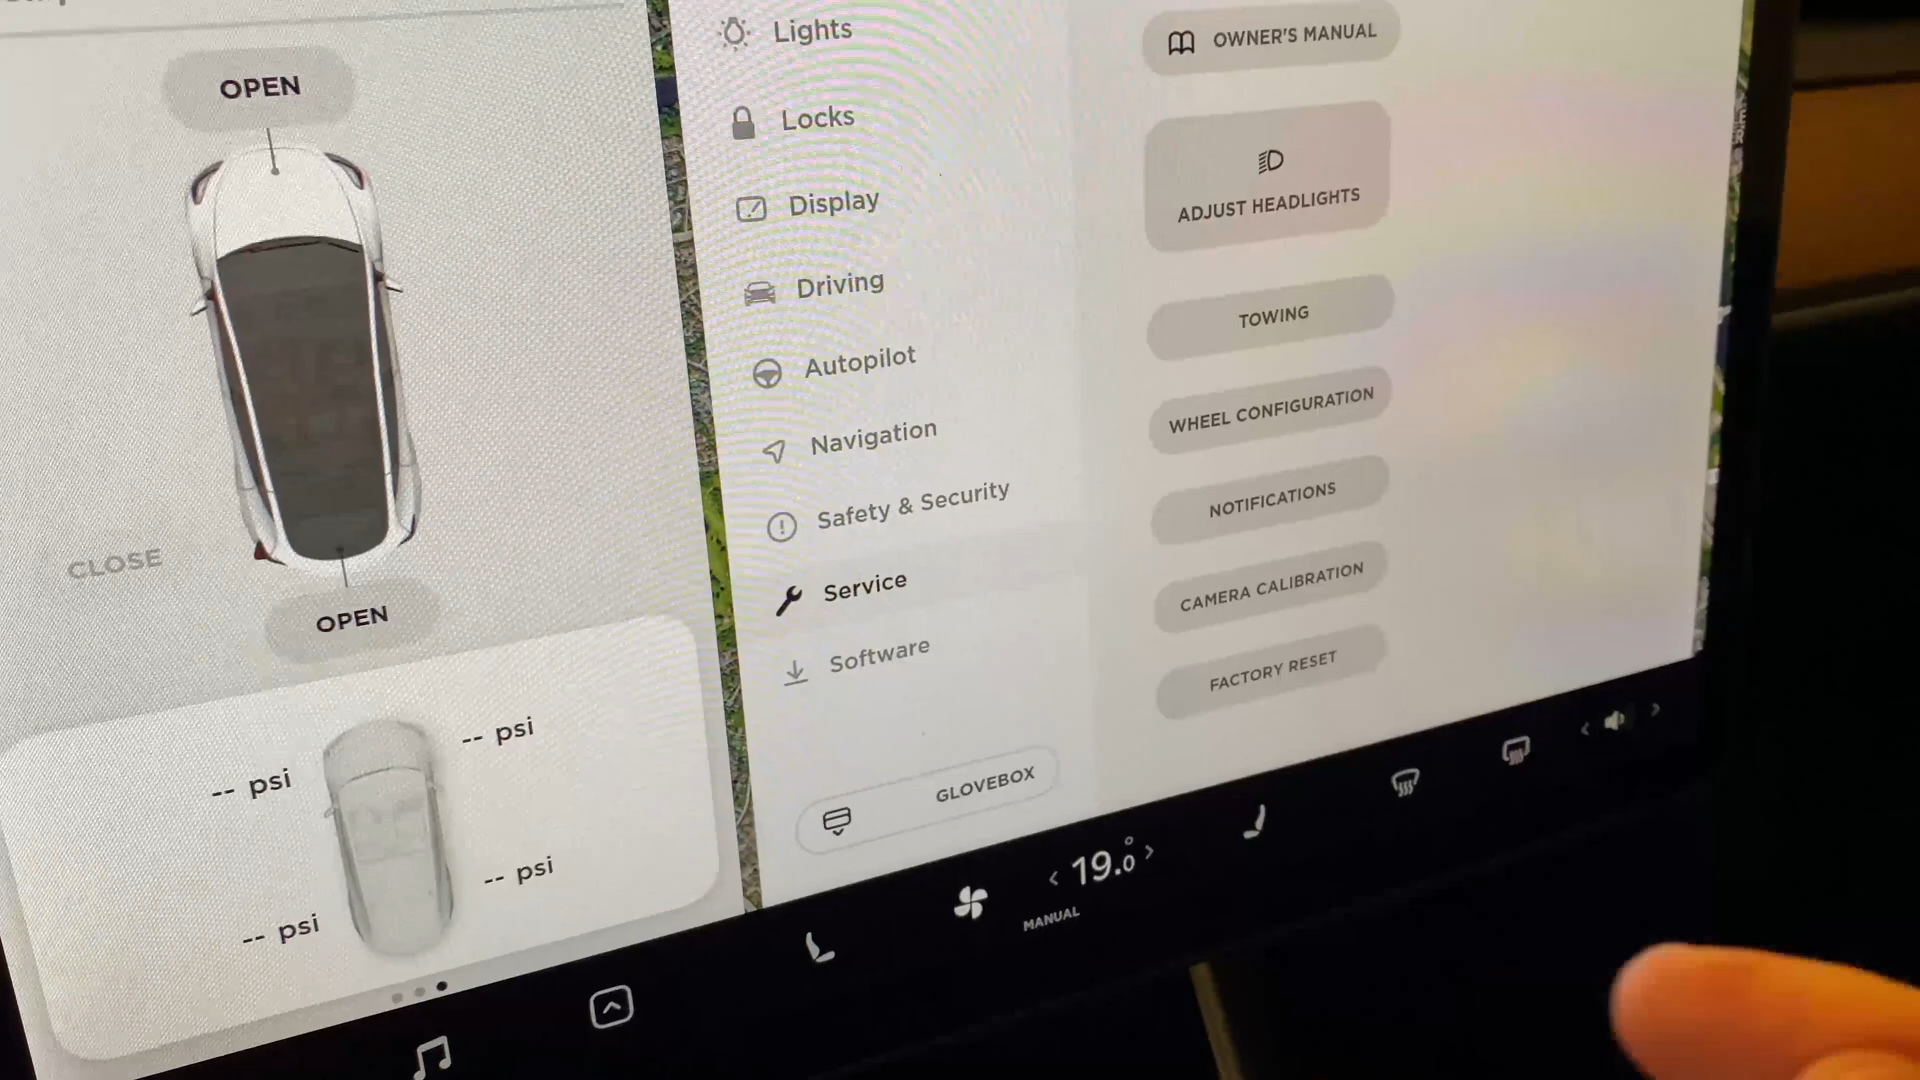 OPEN
CLOSE
OPEN
-- psi
-- psi
-- psi
-- psi
Lights
Locks
Display
Driving
Autopilot
Navigation
Safety & Security
Service
Software
GLOVEBOX
OWNER'S MANUAL
ADJUST HEADLIGHTS
TOWING
WHEEL CONFIGURATION
NOTIFICATIONS
CAMERA CALIBRATION
FACTORY RESET
< 19.0° >
MANUAL